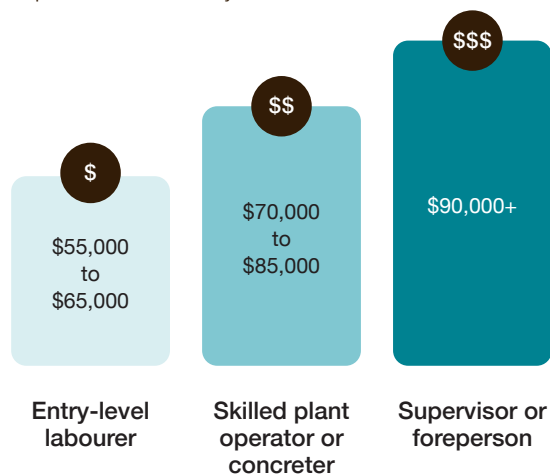 $$$
$$
$
$90,000+
$70,000
to
$85,000
$55,000
to
$65,000
Entry-level
labourer
Skilled plant
operator or
concreter
Supervisor or
foreperson